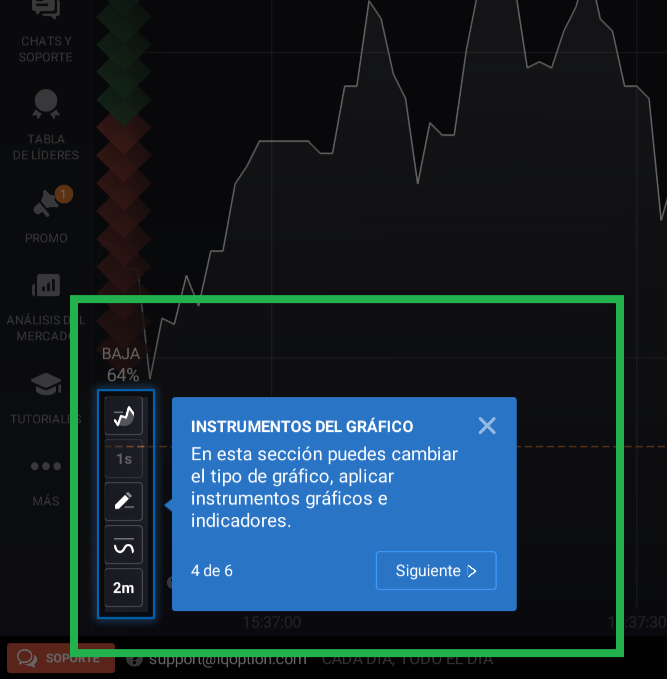 CHATS Y
SOPORTE
TABLA
DE LÍDERES
1
PROMO
ANÁLISIS DEL
MERCADO
TUTORIALES
MÁS
BAJA
64%
1s
2m
INSTRUMENTOS DEL GRÁFICO
En esta sección puedes cambiar
el tipo de gráfico, aplicar
instrumentos gráficos e
indicadores.
4 de 6
Siguiente
15:37:00
:37:30
SOPORTE
support@iqoption.com
CADA DÍA, TODO EL DÍA